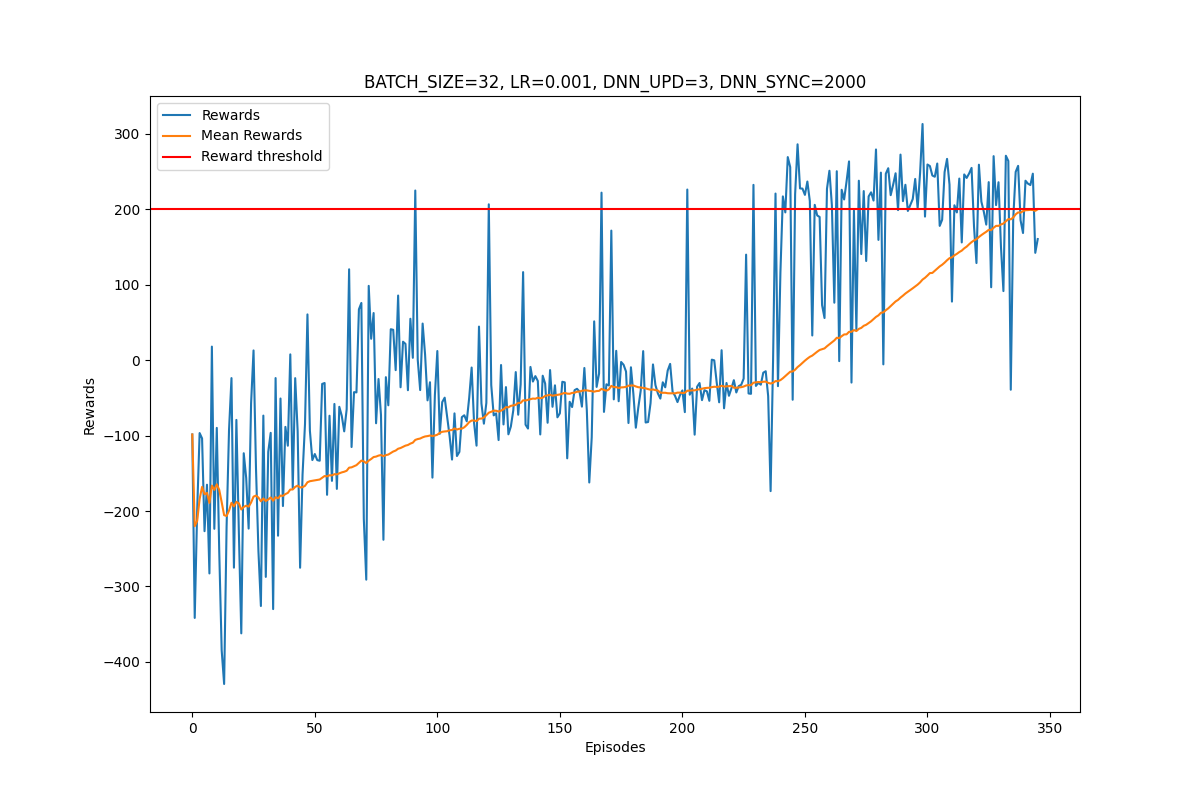 BATCH_SIZE=32, LR=0.001, DNN_UPD=3, DNN_SYNC=2000
Rewards
Mean Rewards
Reward threshold
300
200
100
0
−100
−200
−300
−400
Rewards
0 50 100 150 200 250 300 350
Episodes